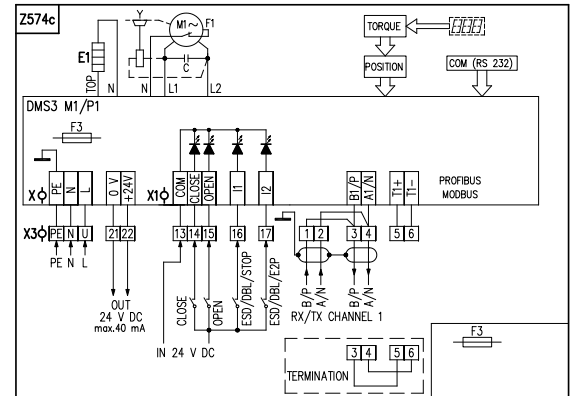 Z574c
Y
M1~
F1
E1
C
TOP
N
N
L1
L2
TORQUE
POSITION
COM (RS 232)
DMS3 M1/P1
F3
X
PE
N
L
0 V
+24V
X1
COM
CLOSE
OPEN
I1
I2
B1/P
A1/N
T1+
T1-
PROFIBUS
MODBUS
X3
PE
N
U
21
22
13
14
15
16
17
1
2
3
4
5
6
PE N L
OUT
24 V DC
max.40 mA
CLOSE
OPEN
ESD/DBL/STOP
ESD/DBL/E2P
IN 24 V DC
B/P
A/N
B/P
A/N
RX/TX CHANNEL 1
TERMINATION
3 4 5 6
F3